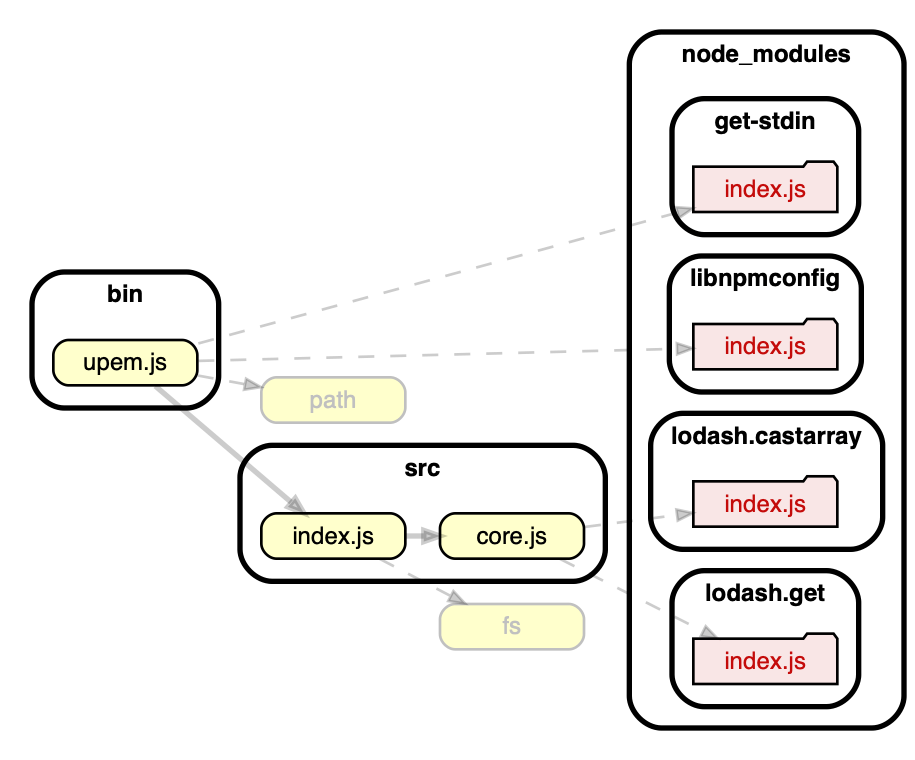 node_modules
get-stdin
index.js
libnpmconfig
index.js
bin
upem.js
path
lodash.castarray
src
index.js
core.js
index.js
lodash.get
fs
index.js